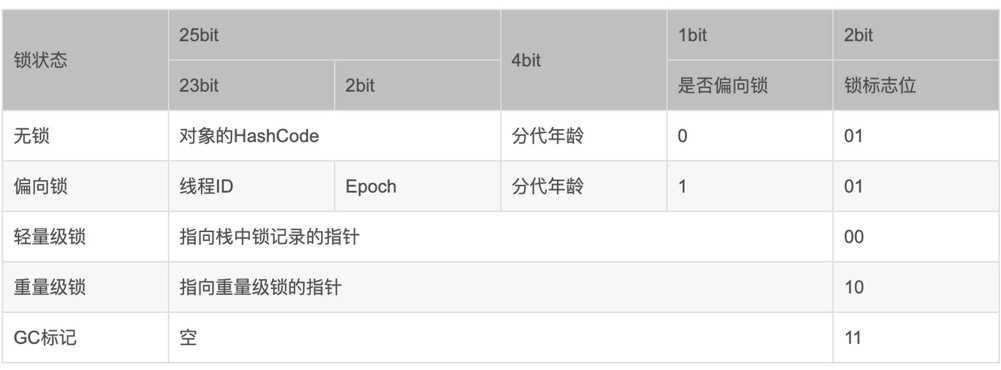 锁状态 25bit 4bit 1bit 2bit
23bit 2bit 是否偏向锁 锁标志位
无锁 对象的HashCode 分代年龄 0 01
偏向锁 线程ID Epoch 分代年龄 1 01
轻量级锁 指向栈中锁记录的指针 00
重量级锁 指向重量级锁的指针 10
GC标记 空 11